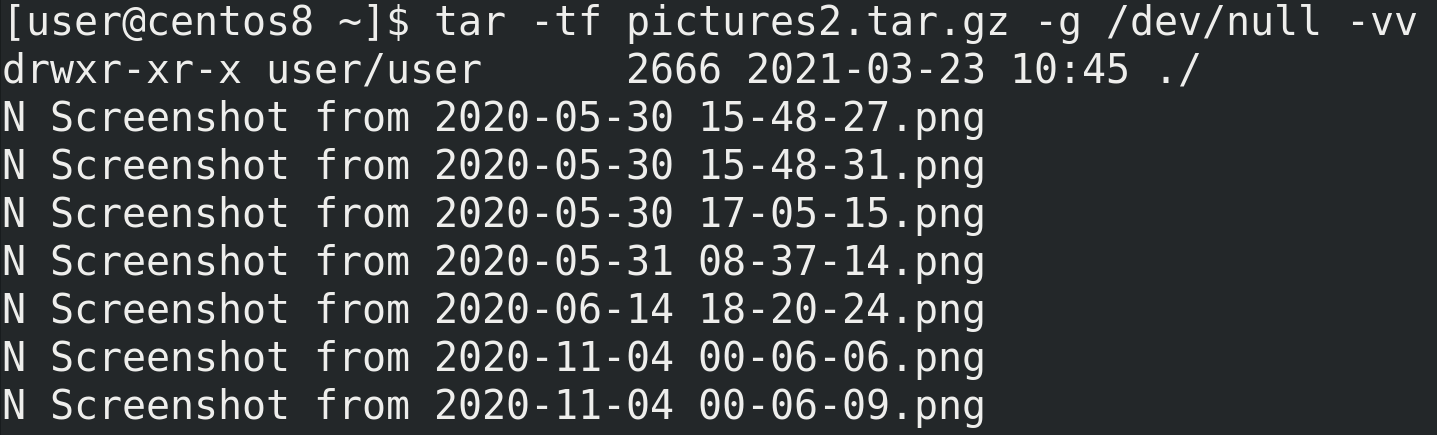 [user@centos8 ~]$ tar -tf pictures2.tar.gz -g /dev/null -vv
drwxr-xr-x user/user      2666 2021-03-23 10:45 ./
N Screenshot from 2020-05-30 15-48-27.png
N Screenshot from 2020-05-30 15-48-31.png
N Screenshot from 2020-05-30 17-05-15.png
N Screenshot from 2020-05-31 08-37-14.png
N Screenshot from 2020-06-14 18-20-24.png
N Screenshot from 2020-11-04 00-06-06.png
N Screenshot from 2020-11-04 00-06-09.png